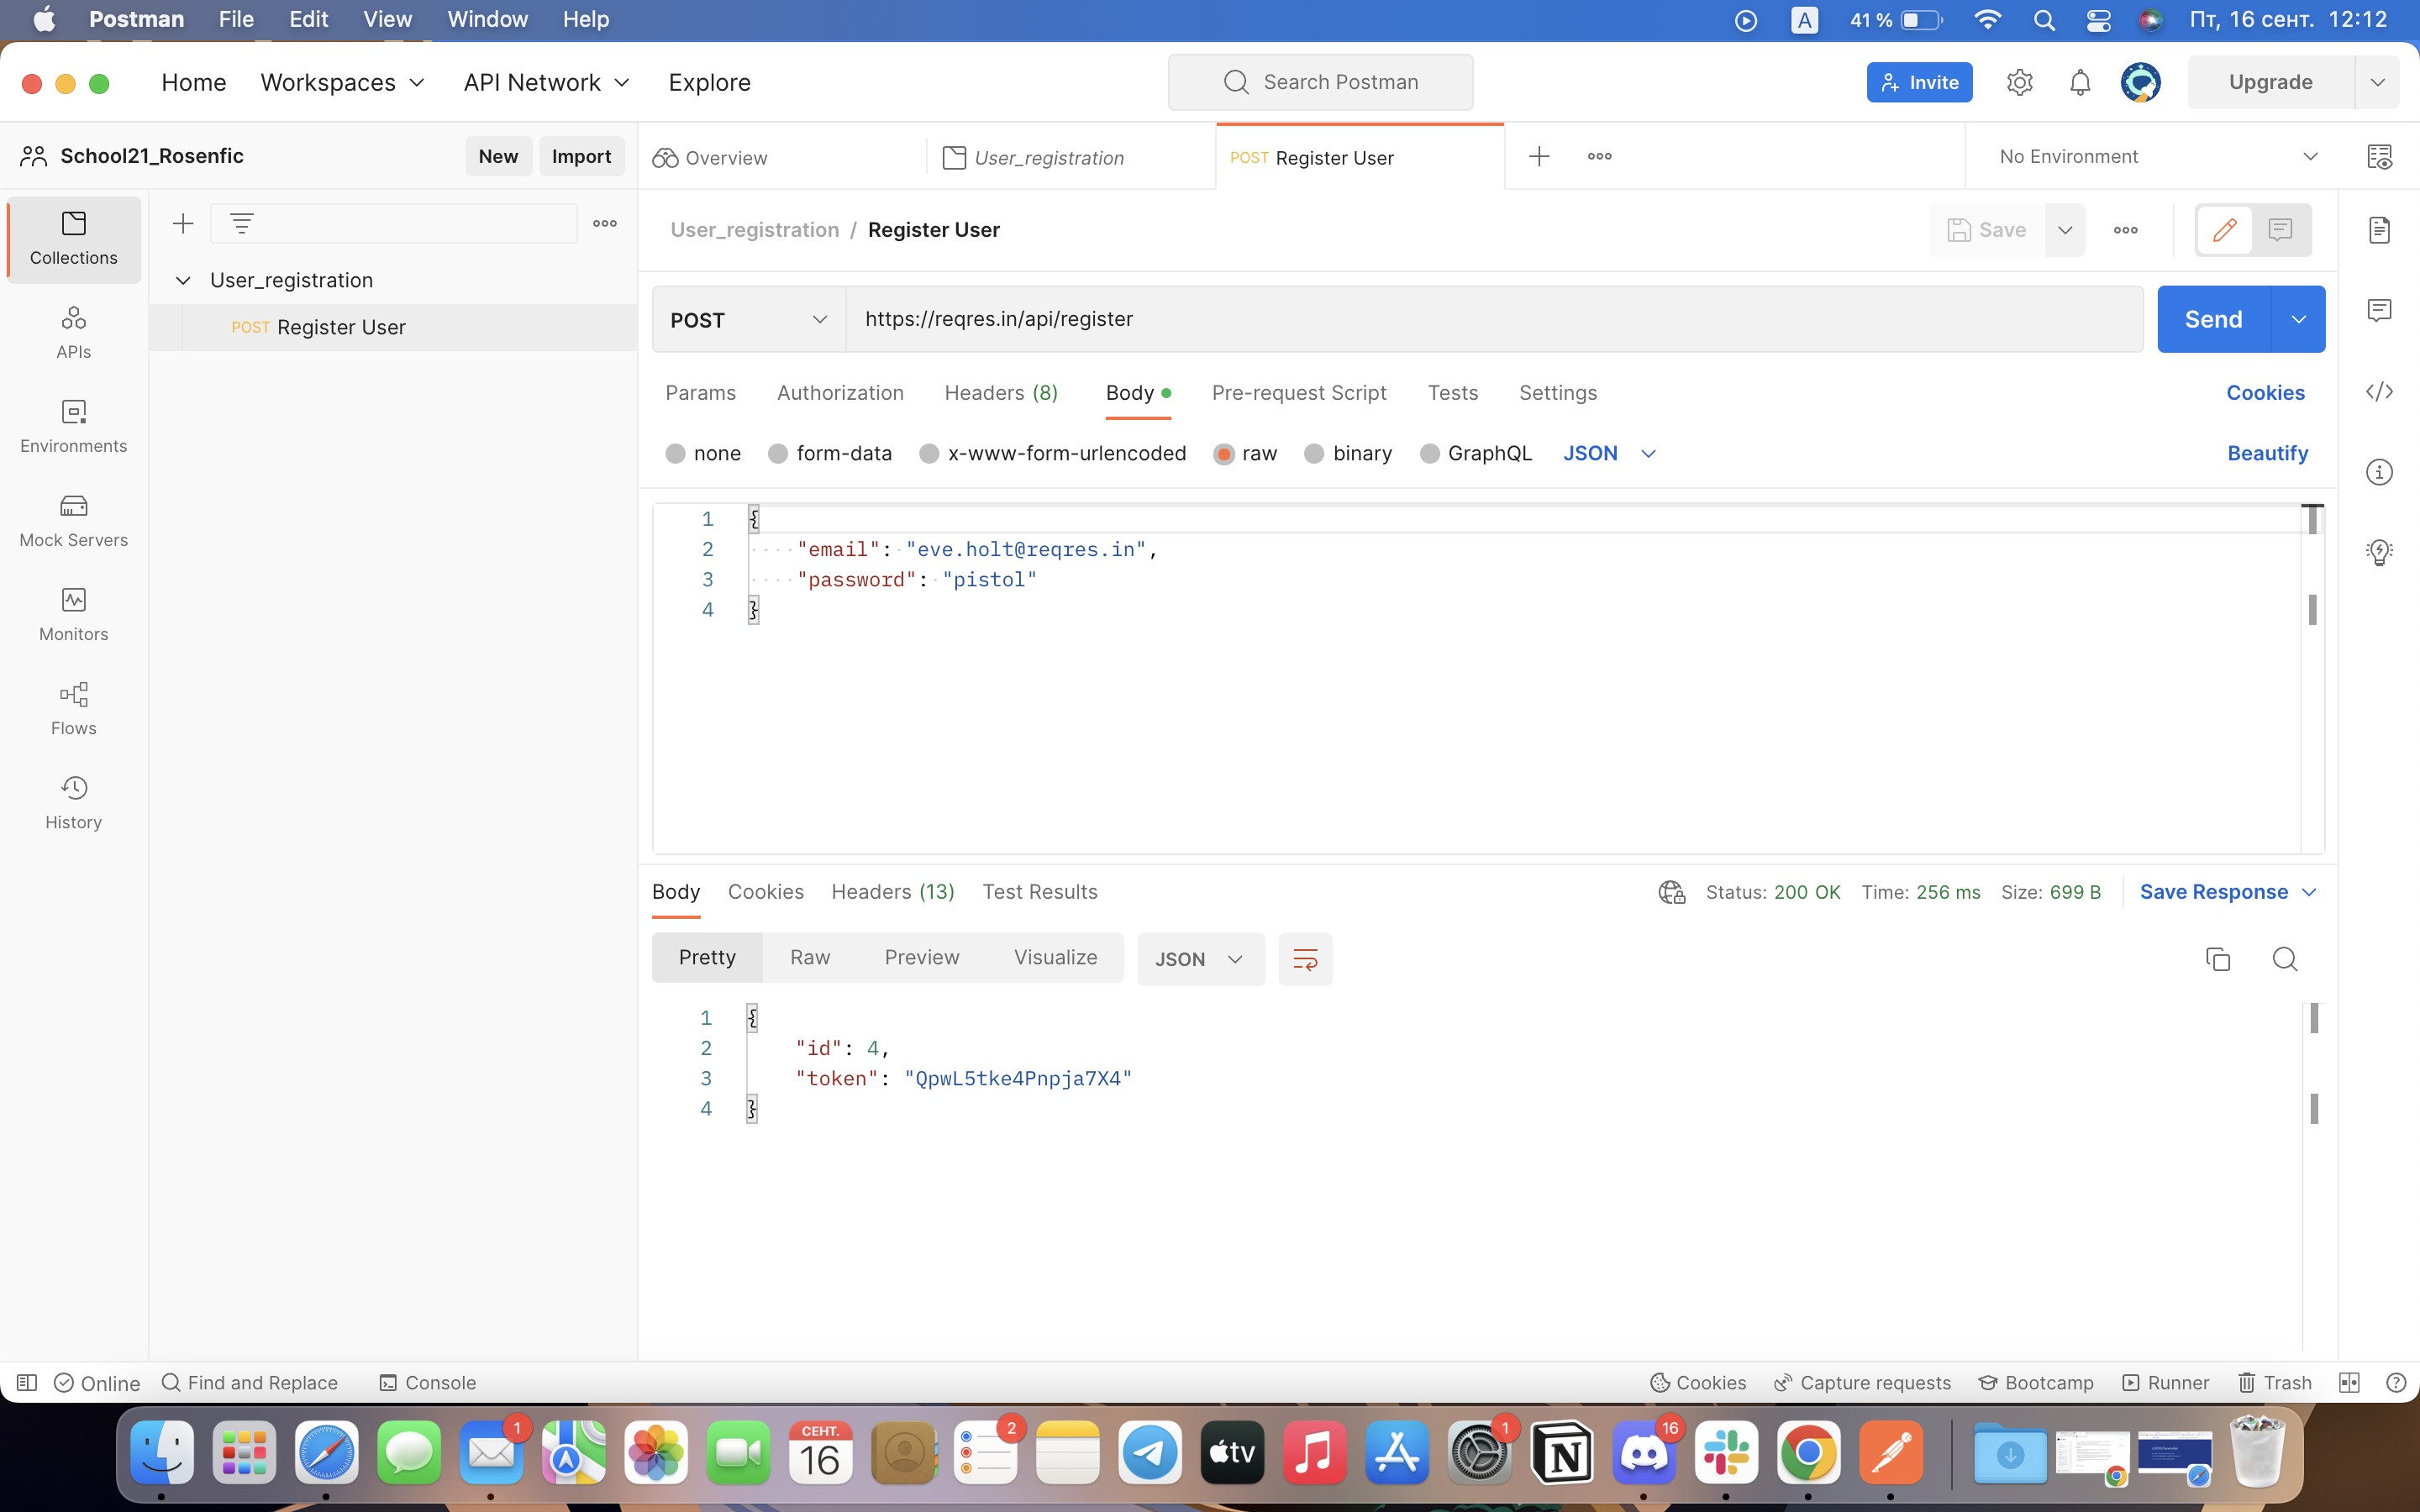 Postman File Edit View Window Help A 41 % Пт, 16 сент. 12:12
Home Workspaces API Network Explore Search Postman Invite Upgrade
School21_Rosenfic New Import Overview User_registration POST Register User No Environment
Collections
APIs
Environments
Mock Servers
Monitors
Flows
History
User_registration
POST Register User
User_registration / Register User Save
POST https://reqres.in/api/register Send
Params Authorization Headers (8) Body Pre-request Script Tests Settings Cookies
none form-data x-www-form-urlencoded raw binary GraphQL JSON Beautify
1 {
2 "email": "eve.holt@reqres.in",
3 "password": "pistol"
4 }
Body Cookies Headers (13) Test Results Status: 200 OK Time: 256 ms Size: 699 B Save Response
Pretty Raw Preview Visualize JSON
1 {
2 "id": 4,
3 "token": "QpwL5tke4Pnpja7X4"
4 }
Online Find and Replace Console Cookies Capture requests Bootcamp Runner Trash
1 СЕНТ. 16 2 tv 1 N 16